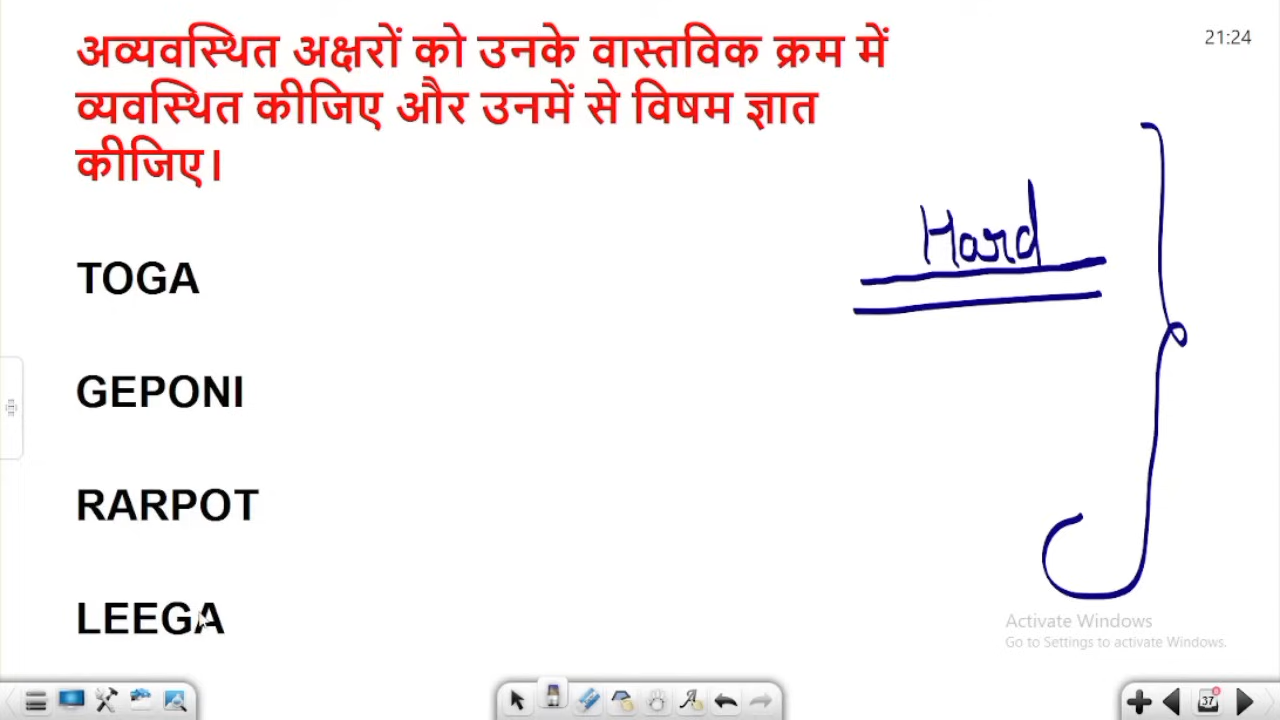 अव्यवस्थित अक्षरों को उनके वास्तविक क्रम में
व्यवस्थित कीजिए और उनमें से विषम ज्ञात
कीजिए।
21:24
Hard
TOGA
GEPONI
RARPOT
LEEGA
Activate Windows
Go to Settings to activate Windows.
37